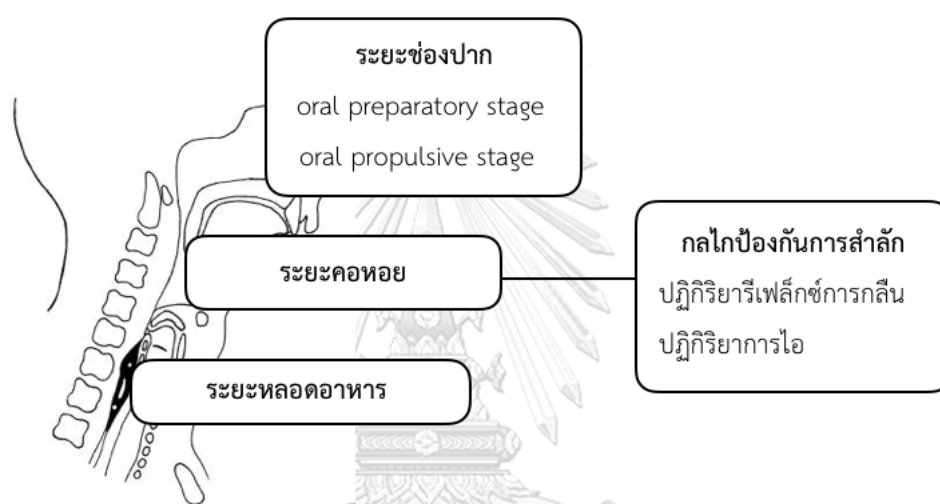 ระยะช่องปาก
oral preparatory stage
oral propulsive stage
ระยะคอหอย
กลไกป้องกันการสำลัก
ปฏิกิริยารีเฟล็กซ์การกลืน
ปฏิกิริยาการไอ
ระยะหลอดอาหาร